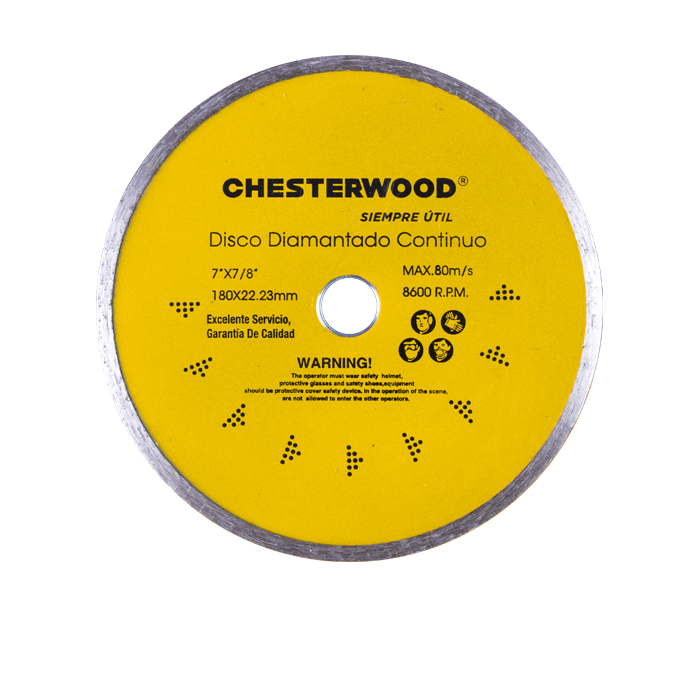 CHESTERWOOD®
SIEMPRE ÚTIL
Disco Diamantado Continuo
7"X7/8"
180X22.23mm
MAX.80m/s
8600 R.P.M.
Excelente Servicio,
Garantía De Calidad
WARNING!
The operator must wear safety helmet,
protective glasses and safety shoes,equipment
should be protective cover safety device. in the operation of the scene,
are not allowed to enter the other operators.